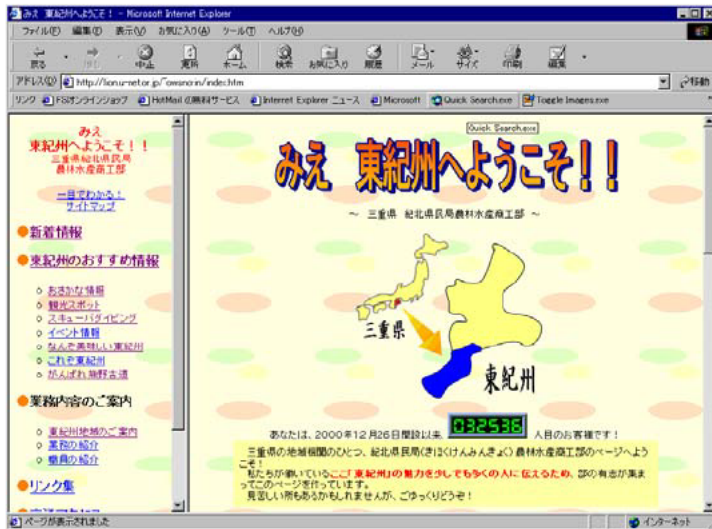 みえ 東紀州へようこそ! - Microsoft Internet Explorer
ファイル(F) 編集(E) 表示(V) お気に入り(A) ツール(T) ヘルプ(H)
戻る 進む 中止 更新 ホーム 検索 お気に入り 履歴 メール サイズ 印刷 編集
アドレス(D) 移動
リンク FSIオンラインショップ HotMail の無料サービス Internet Explorer ニュース Microsoft Quick Search.exe Toggle Images.exe
Quick Search.exe
みえ
東紀州へようこそ!!
三重県紀北県民局
農林水産商工部
一目でわかる!
サイトマップ
新着情報
東紀州のおすすめ情報
おさかな情報
観光スポット
スキューバダイビング
イベント情報
なんぞ美味しい東紀州
これぞ東紀州
がんばれ熊野古道
業務内容のご案内
東紀州地域のご案内
業務の紹介
職員の紹介
リンク集
みえ 東紀州へようこそ!!
~ 三重県 紀北県民局農林水産商工部 ~
三重県
東紀州
あなたは、2000年12月26日開設以来、 032536 人目のお客様です!
三重県の地域機関のひとつ、紀北県民局(きほくけんみんきょく)農林水産商工部のページへようこそ!
私たちが働いているここ「東紀州」の魅力を少しでも多くの人に伝えるため、部の有志が集まってこのページを作っています。
見苦しい所もあるかもしれませんが、ごゆっくりどうぞ!
ページが表示されました
インターネット